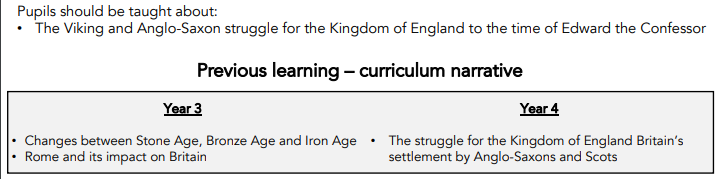 Pupils should be taught about:
• The Viking and Anglo-Saxon struggle for the Kingdom of England to the time of Edward the Confessor
Previous learning – curriculum narrative
Year 3
• Changes between Stone Age, Bronze Age and Iron Age
• Rome and its impact on Britain
Year 4
• The struggle for the Kingdom of England Britain's
settlement by Anglo-Saxons and Scots